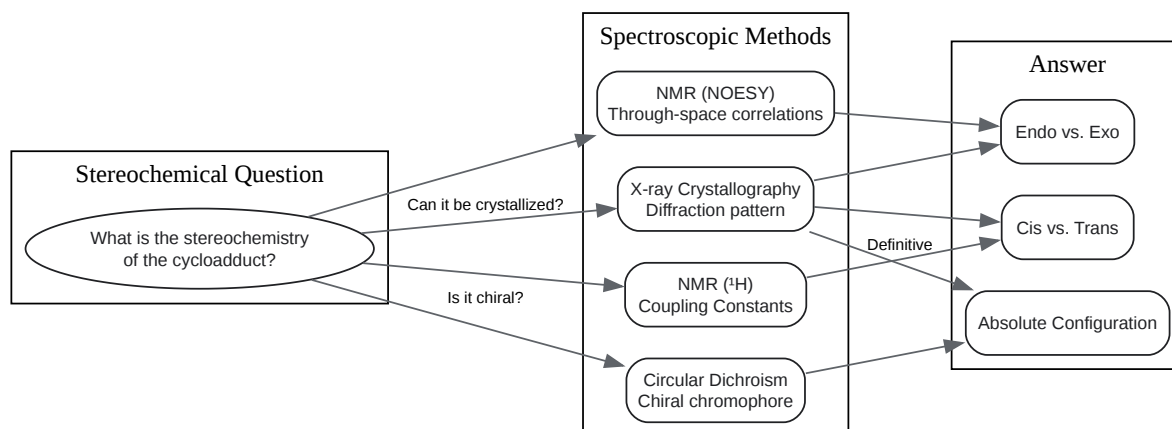 Stereochemical Question
What is the stereochemistry
of the cycloadduct?
Can it be crystallized?
Is it chiral?
Spectroscopic Methods
NMR (NOESY)
Through-space correlations
X-ray Crystallography
Diffraction pattern
NMR (¹H)
Coupling Constants
Circular Dichroism
Chiral chromophore
Definitive
Answer
Endo vs. Exo
Cis vs. Trans
Absolute Configuration